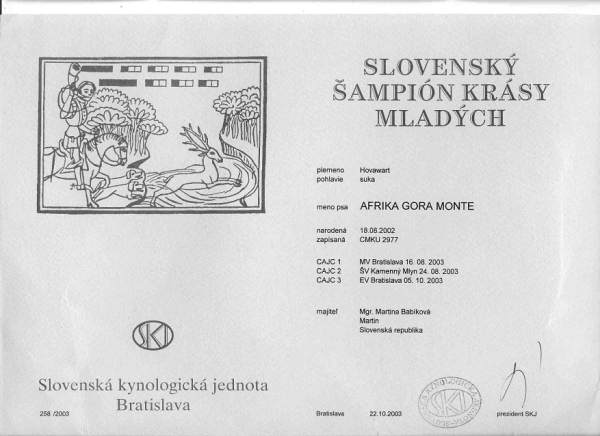 SKJ
Slovenská kynologická jednota
Bratislava
258 /2003
SLOVENSKÝ
ŠAMPIÓN KRÁSY
MLADÝCH
plemeno Hovawart
pohlavie suka
meno psa AFRIKA GORA MONTE
narodená 18.08.2002
zapísaná CMKU 2977
CAJC 1 MV Bratislava 16. 08. 2003
CAJC 2 ŠV Kamenný Mlyn 24. 08. 2003
CAJC 3 EV Bratislava 05. 10. 2003
majiteľ Mgr. Martina Babíková
Martin
Slovenská republika
Bratislava 22.10.2003 prezident SKJ
SKJ